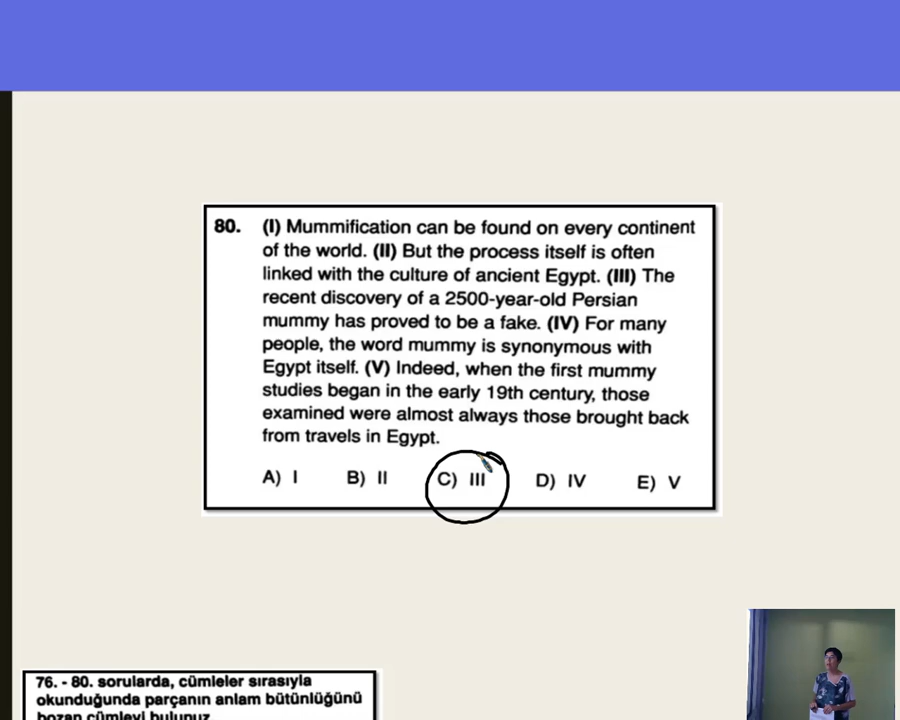 80. (I) Mummification can be found on every continent
of the world. (II) But the process itself is often
linked with the culture of ancient Egypt. (III) The
recent discovery of a 2500-year-old Persian
mummy has proved to be a fake. (IV) For many
people, the word mummy is synonymous with
Egypt itself. (V) Indeed, when the first mummy
studies began in the early 19th century, those
examined were almost always those brought back
from travels in Egypt.
A) I B) II C) III D) IV E) V
76. - 80. sorularda, cümleler sırasıyla
okunduğunda parçanın anlam bütünlüğünü
bozan cümleyi bulunuz.